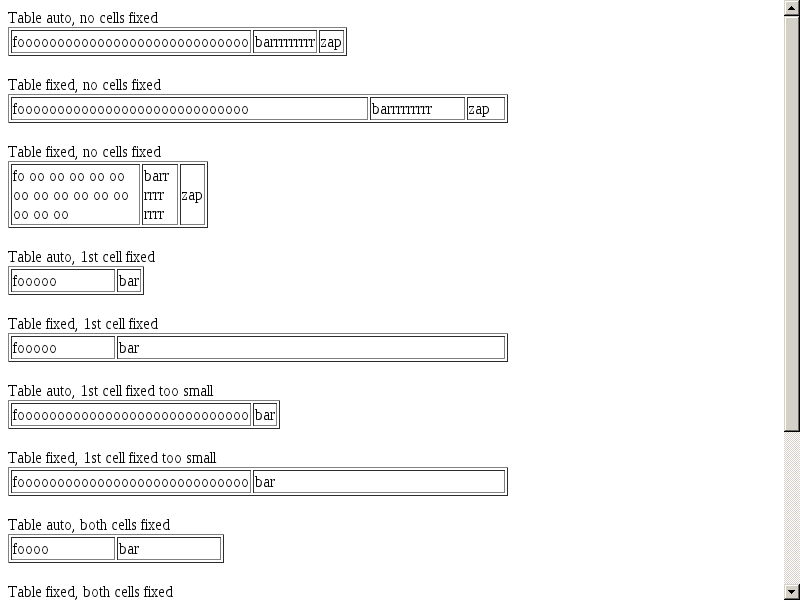 Table auto, no cells fixed
fooooooooooooooooooooooooooooo barrrrrrrrr zap
Table fixed, no cells fixed
fooooooooooooooooooooooooooooo barrrrrrrrr zap
Table fixed, no cells fixed
fo oo oo oo oo oo
oo oo oo oo oo oo
oo oo oo
barr
rrrr
rrrr
zap
Table auto, 1st cell fixed
fooooo bar
Table fixed, 1st cell fixed
fooooo bar
Table auto, 1st cell fixed too small
fooooooooooooooooooooooooooooo bar
Table fixed, 1st cell fixed too small
fooooooooooooooooooooooooooooo bar
Table auto, both cells fixed
foooo bar
Table fixed, both cells fixed